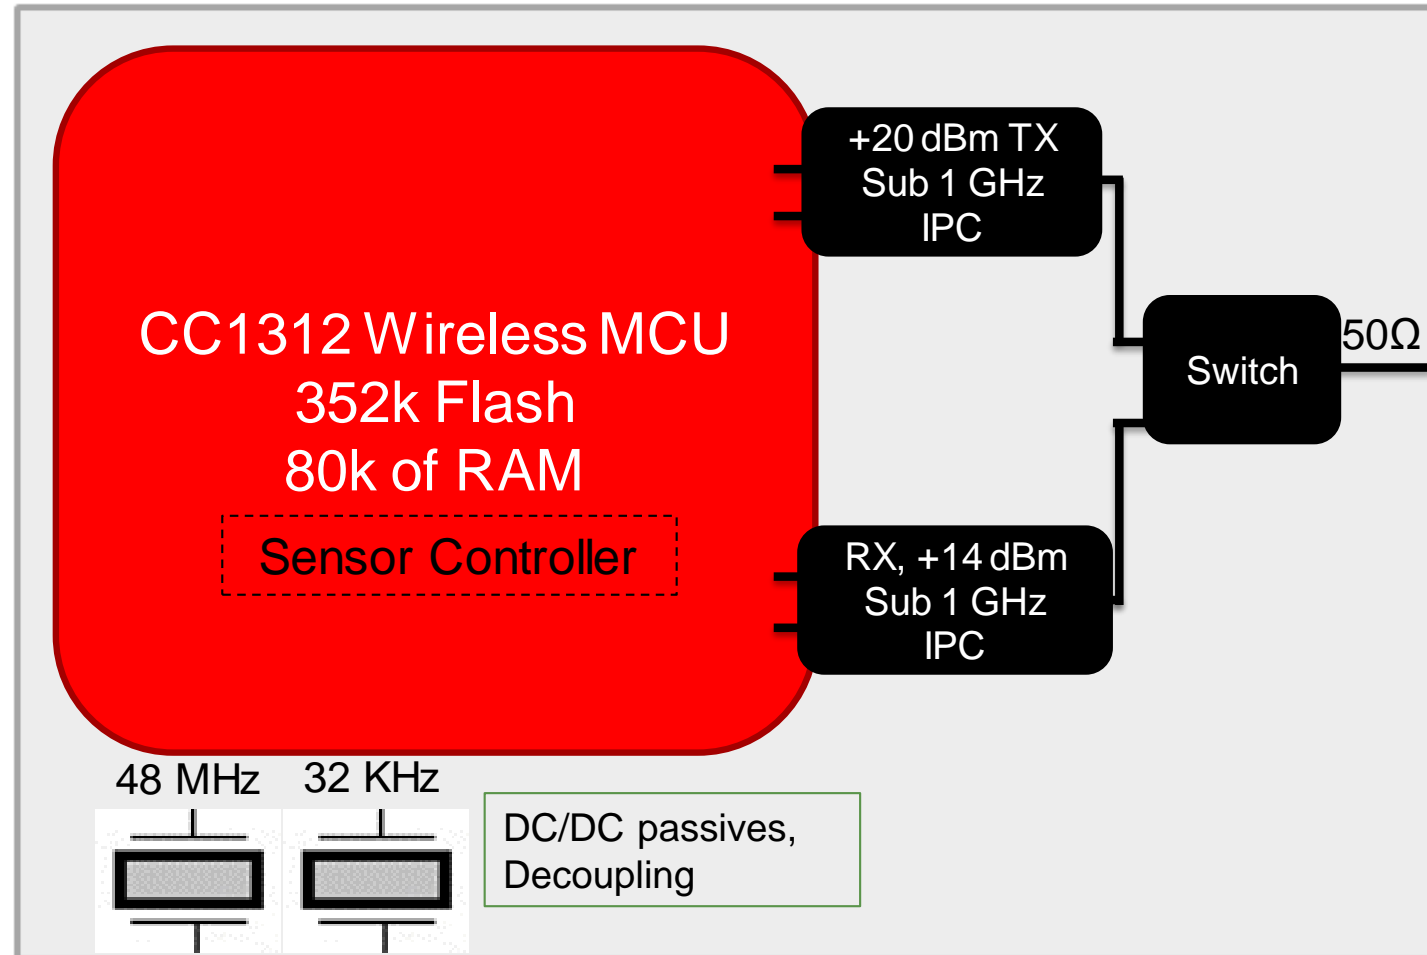 +20 dBm TX
Sub 1 GHz
IPC
CC1312 Wireless MCU
352k Flash
80k of RAM
Sensor Controller
50Ω
Switch
RX, +14 dBm
Sub 1 GHz
IPC
48 MHz
32 KHz
DC/DC passives,
Decoupling